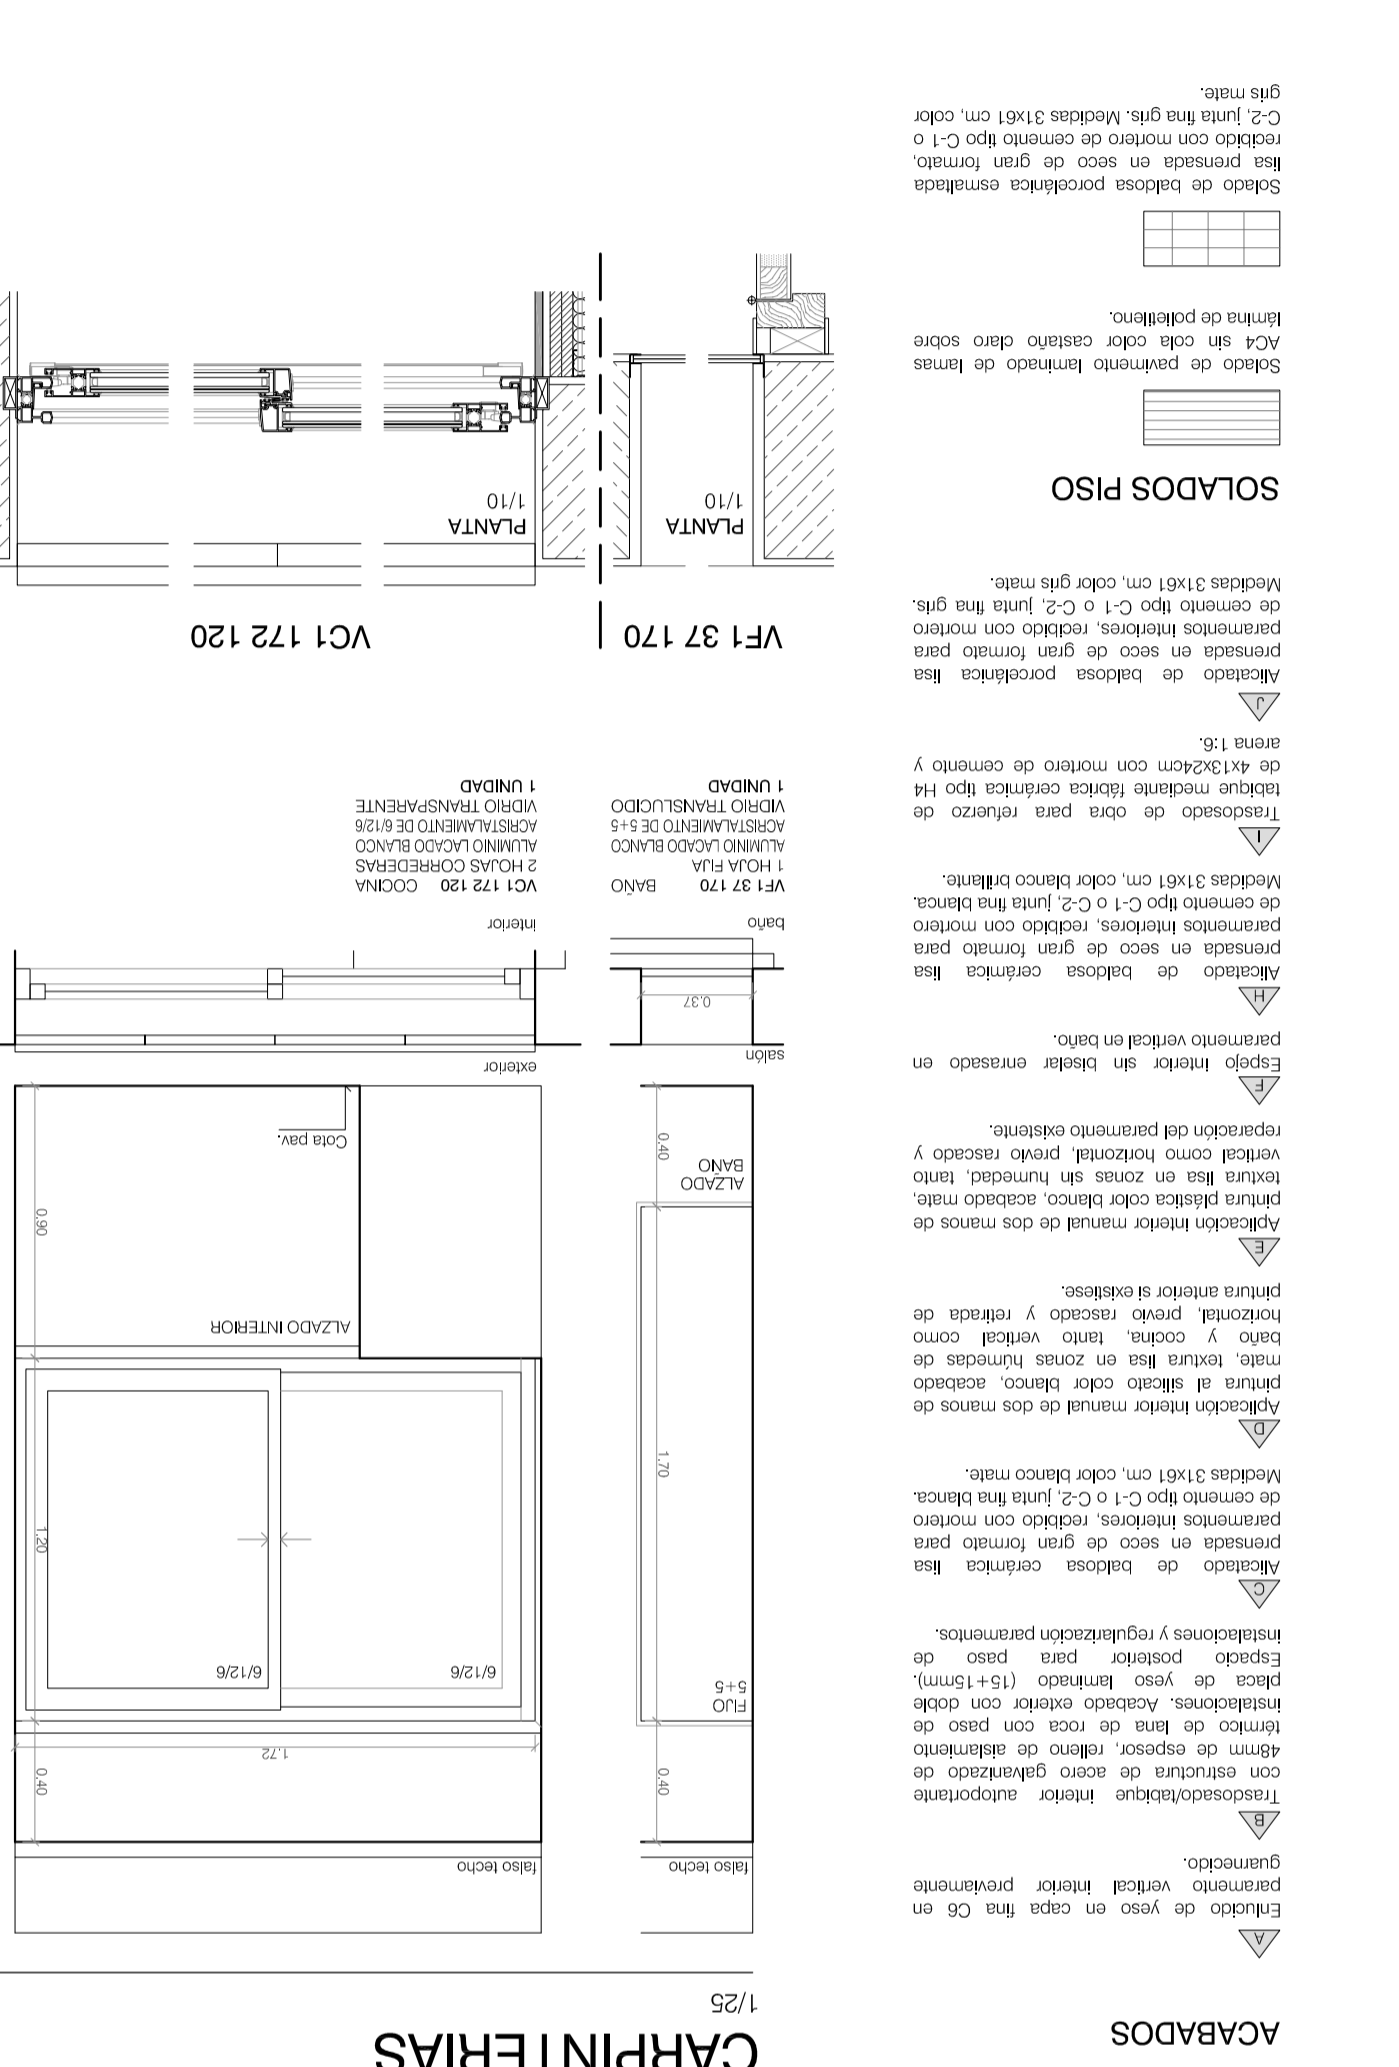 ACABADOS
A
Enlucido de yeso en capa fina C6 en
paramento vertical interior previamente
guarnecido.
B
Trasdosado/tabique interior autoportante
con estructura de acero galvanizado de
48mm de espesor, relleno de aislamiento
térmico de lana de roca con paso de
instalaciones. Acabado exterior con doble
placa de yeso laminado (15+15mm).
Espacio posterior para paso de
instalaciones y regularización paramentos.
C
Alicatado de baldosa cerámica lisa
prensada en seco de gran formato para
paramentos interiores, recibido con mortero
de cemento tipo C-1 o C-2, junta fina blanca.
Medidas 31x61 cm, color blanco mate.
D
Aplicación interior manual de dos manos de
pintura al silicato color blanco, acabado
mate, textura lisa en zonas húmedas de
baño y cocina, tanto vertical como
horizontal, previo rascado y retirada de
pintura anterior si existiese.
E
Aplicación interior manual de dos manos de
pintura plástica color blanco, acabado mate,
textura lisa en zonas sin humedad, tanto
vertical como horizontal, previo rascado y
reparación del paramento existente.
F
Espejo interior sin biselar enrasado en
paramento vertical en baño.
H
Alicatado de baldosa cerámica lisa
prensada en seco de gran formato para
paramentos interiores, recibido con mortero
de cemento tipo C-1 o C-2, junta fina blanca.
Medidas 31x61 cm, color blanco brillante.
I
Trasdosado de obra para refuerzo de
tabique mediante fábrica cerámica tipo H4
de 4x13x24cm con mortero de cemento y
arena 1:6.
J
Alicatado de baldosa porcelánica lisa
prensada en seco de gran formato para
paramentos interiores, recibido con mortero
de cemento tipo C-1 o C-2, junta fina gris.
Medidas 31x61 cm, color gris mate.
SOLADOS PISO
Solado de pavimento laminado de lamas
AC4 sin cola color castaño claro sobre
lámina de polietileno.
Solado de baldosa porcelánica esmaltada
lisa prensada en seco de gran formato,
recibido con mortero de cemento tipo C-1 o
C-2, junta fina gris. Medidas 31x61 cm, color
gris mate.
CARPINTERIAS
1/25
falso techo
0.40
FIJO
5+5
1.70
ALZADO
BAÑO
0.40
salón
0.37
baño
VF1 37 170 BAÑO
1 HOJA FIJA
ALUMINIO LACADO BLANCO
ACRISTALAMIENTO DE 5+5
VIDRIO TRANSLUCIDO
1 UNIDAD
falso techo
0.40
1.72
6/12/6
6/12/6
1.20
ALZADO INTERIOR
0.90
Cota pav.
exterior
interior
VC1 172 120 COCINA
2 HOJAS CORREDERAS
ALUMINIO LACADO BLANCO
ACRISTALAMIENTO DE 6/12/6
VIDRIO TRANSPARENTE
1 UNIDAD
VF1 37 170
PLANTA
1/10
VC1 172 120
PLANTA
1/10